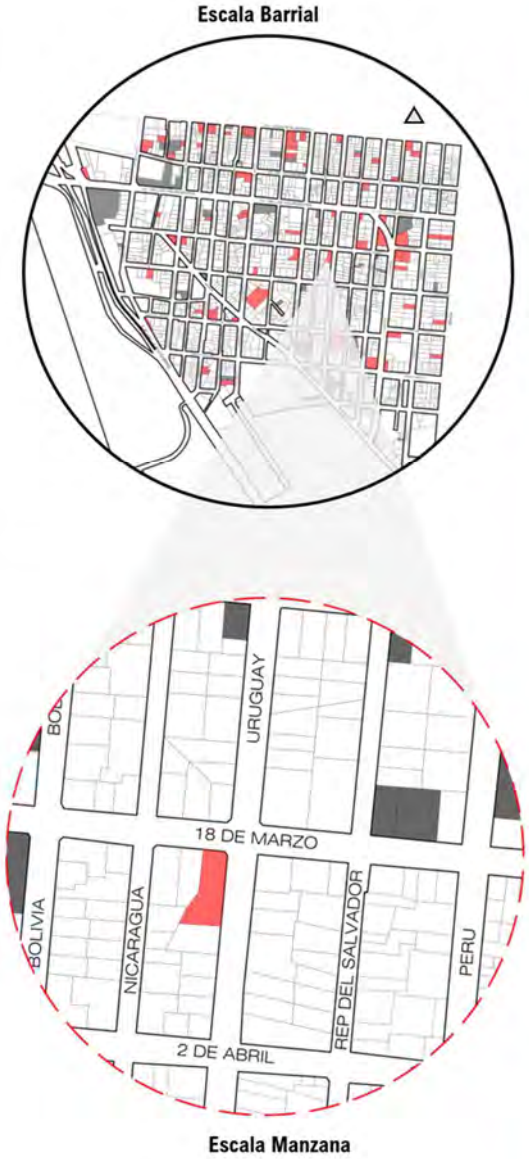 Escala Barrial
URUGUAY
18 DE MARZO
BOLIVIA
NICARAGUA
REP DEL SALVADOR
PERU
2 DE ABRIL
Escala Manzana